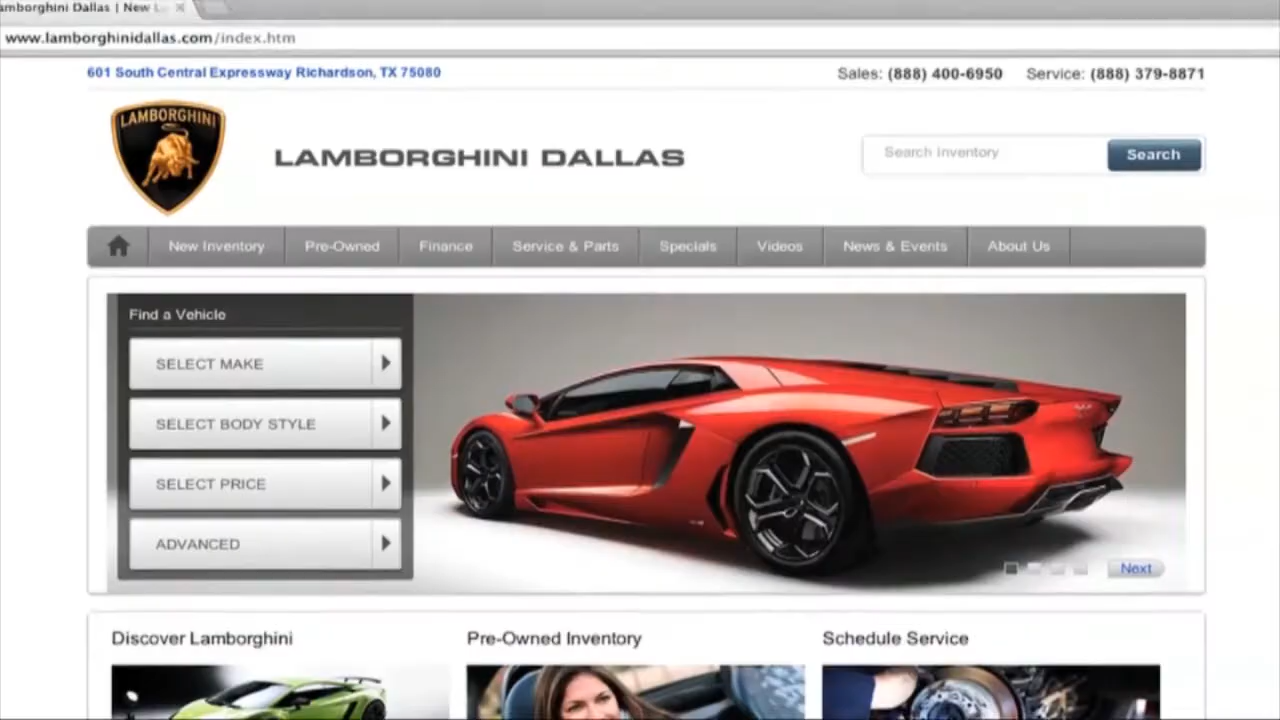 amborghini Dallas | New L
www.lamborghinidallas.com/index.htm
601 South Central Expressway Richardson, TX 75080
Sales: (888) 400-6950 Service: (888) 379-8871
LAMBORGHINI
LAMBORGHINI DALLAS
Search Inventory
Search
New Inventory Pre-Owned Finance Service & Parts Specials Videos News & Events About Us
Find a Vehicle
SELECT MAKE
SELECT BODY STYLE
SELECT PRICE
ADVANCED
Next
Discover Lamborghini Pre-Owned Inventory Schedule Service